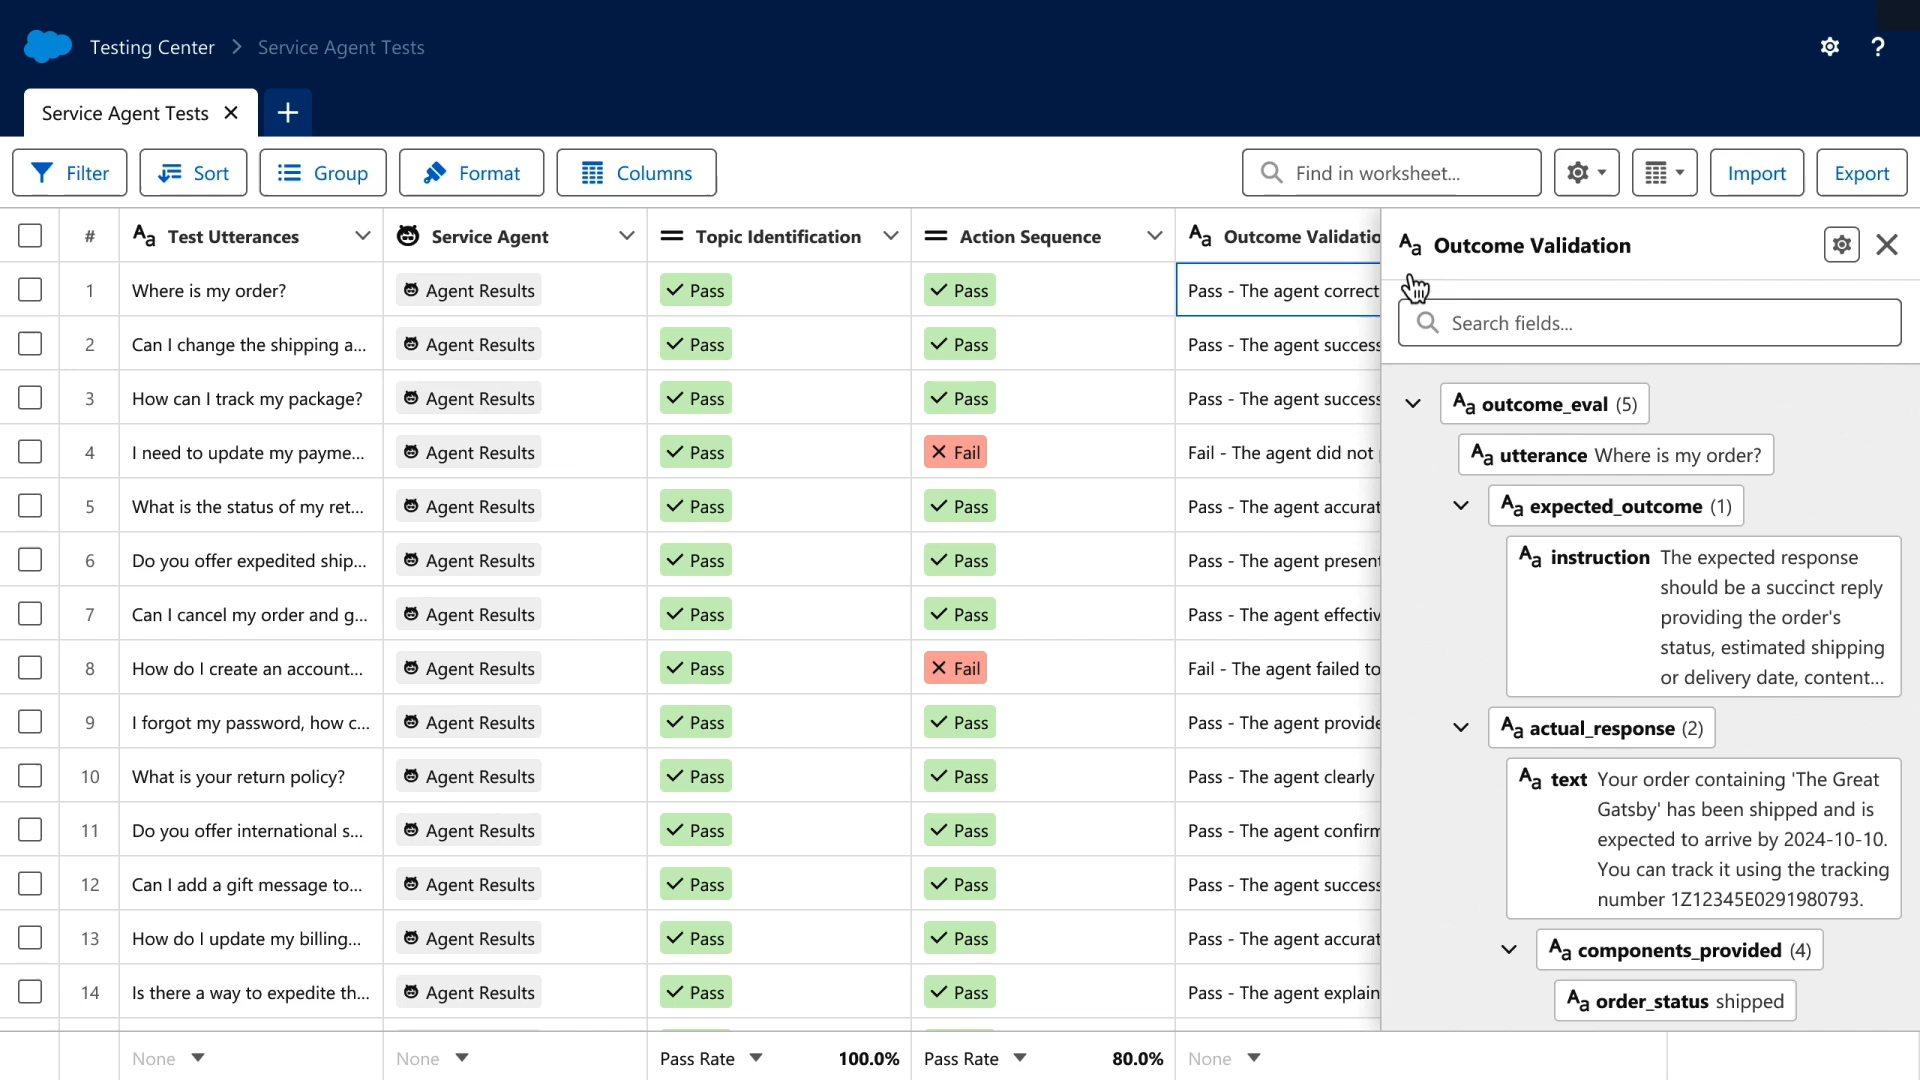 Testing Center > Service Agent Tests
?
Service Agent Tests
Filter Sort Group Format Columns Find in worksheet... Import Export
# Aa Test Utterances Service Agent Topic Identification Action Sequence Aa Outcome Validatio
1 Where is my order? Agent Results Pass Pass Pass - The agent correct
2 Can I change the shipping a... Agent Results Pass Pass Pass - The agent success
3 How can I track my package? Agent Results Pass Pass Pass - The agent success
4 I need to update my payme... Agent Results Pass Fail Fail - The agent did not
5 What is the status of my ret... Agent Results Pass Pass Pass - The agent accurat
6 Do you offer expedited ship... Agent Results Pass Pass Pass - The agent present
7 Can I cancel my order and g... Agent Results Pass Pass Pass - The agent effectiv
8 How do I create an account... Agent Results Pass Fail Fail - The agent failed to
9 I forgot my password, how c... Agent Results Pass Pass Pass - The agent provide
10 What is your return policy? Agent Results Pass Pass Pass - The agent clearly
11 Do you offer international s... Agent Results Pass Pass Pass - The agent confirm
12 Can I add a gift message to... Agent Results Pass Pass Pass - The agent success
13 How do I update my billing... Agent Results Pass Pass Pass - The agent accurat
14 Is there a way to expedite th... Agent Results Pass Pass Pass - The agent explain
None None Pass Rate 100.0% Pass Rate 80.0% None
Aa Outcome Validation
Search fields...
Aa outcome_eval (5)
Aa utterance Where is my order?
Aa expected_outcome (1)
Aa instruction The expected response
should be a succinct reply
providing the order's
status, estimated shipping
or delivery date, content...
Aa actual_response (2)
Aa text Your order containing 'The Great
Gatsby' has been shipped and is
expected to arrive by 2024-10-10.
You can track it using the tracking
number 1Z12345E0291980793.
Aa components_provided (4)
Aa order_status shipped